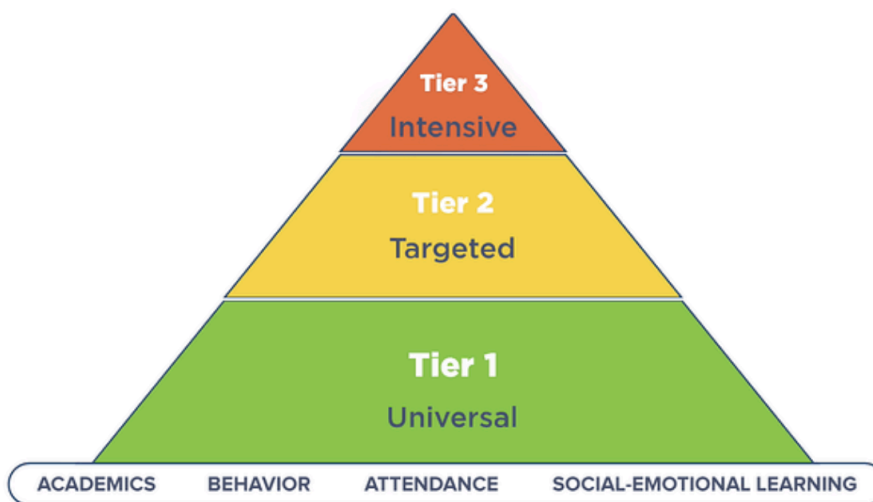 Tier 3
Intensive
Tier 2
Targeted
Tier 1
Universal
ACADEMICS BEHAVIOR ATTENDANCE SOCIAL-EMOTIONAL LEARNING